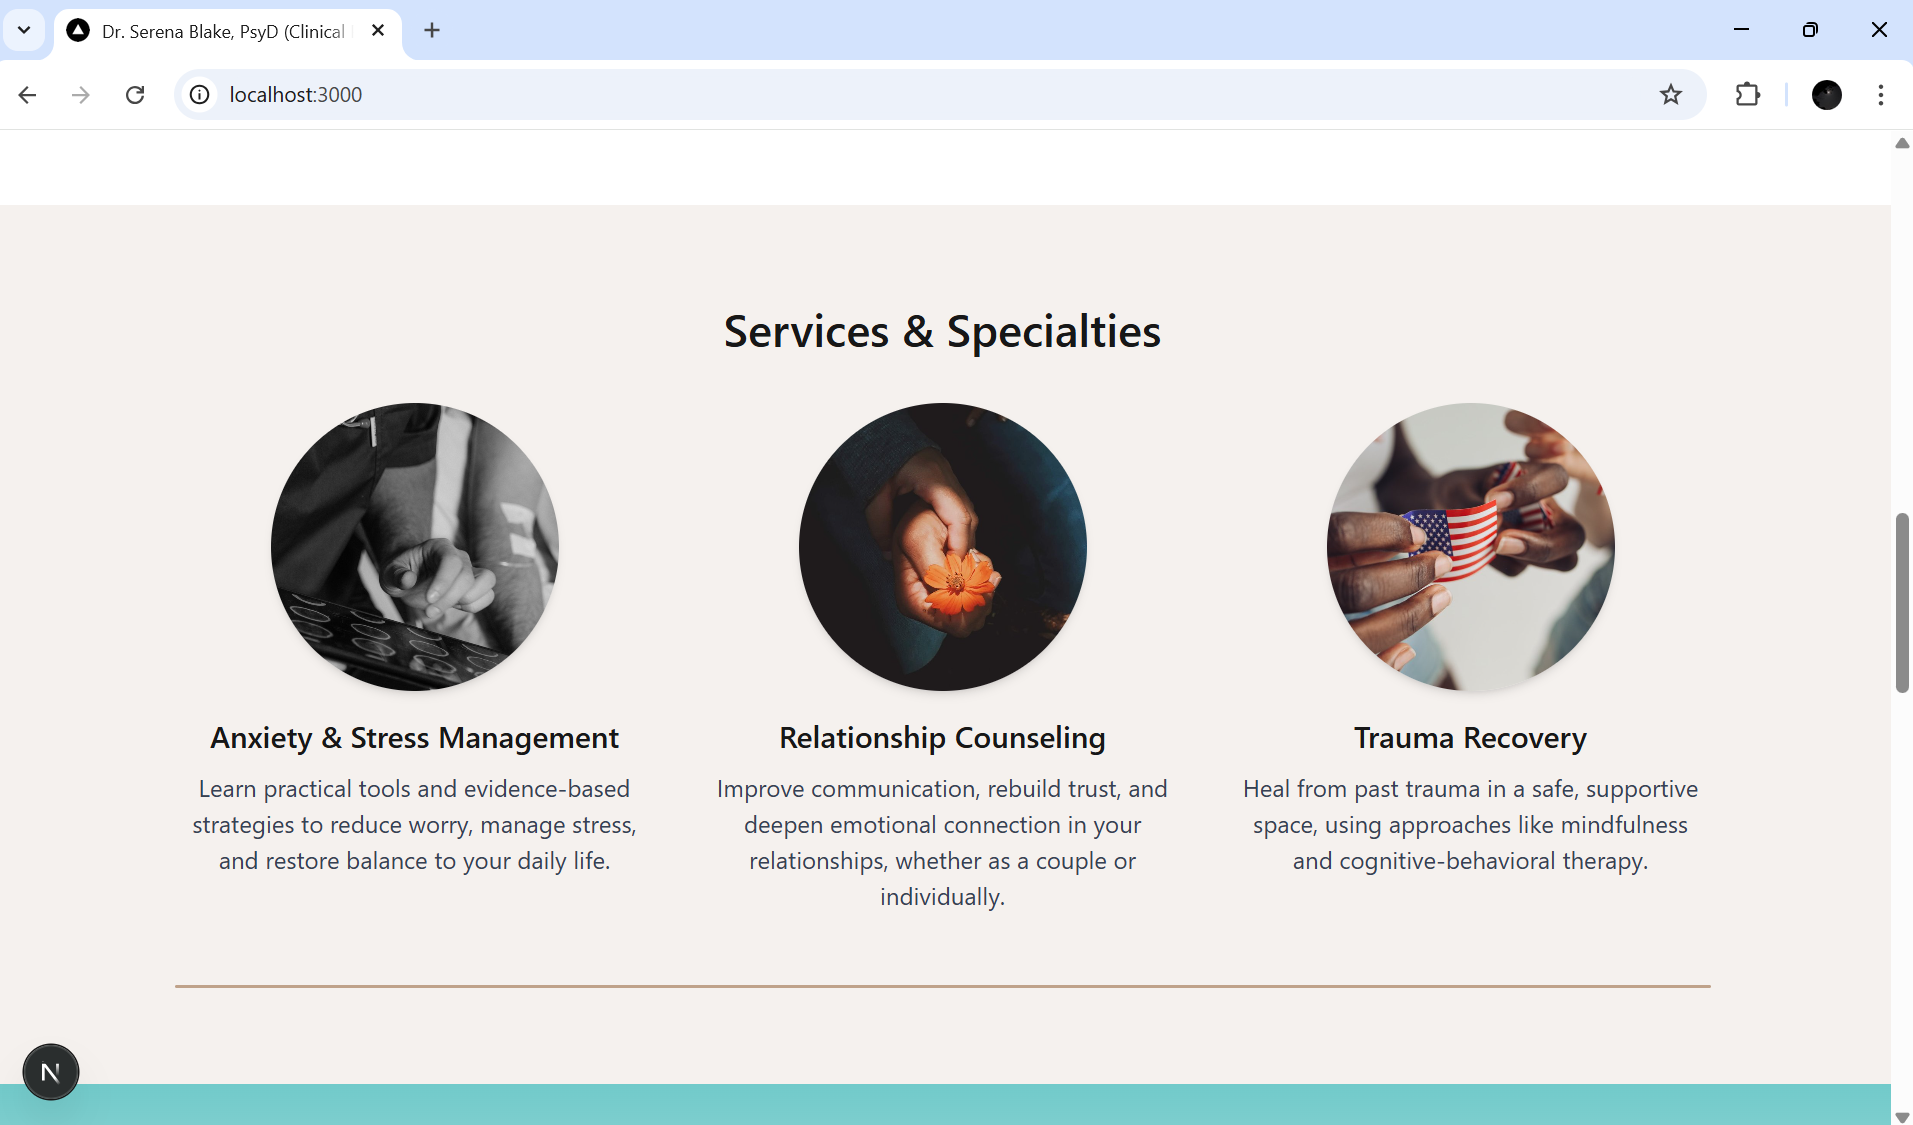 Dr. Serena Blake, PsyD (Clinical
localhost:3000
Services & Specialties
Anxiety & Stress Management
Learn practical tools and evidence-based
strategies to reduce worry, manage stress,
and restore balance to your daily life.
Relationship Counseling
Improve communication, rebuild trust, and
deepen emotional connection in your
relationships, whether as a couple or
individually.
Trauma Recovery
Heal from past trauma in a safe, supportive
space, using approaches like mindfulness
and cognitive-behavioral therapy.
N